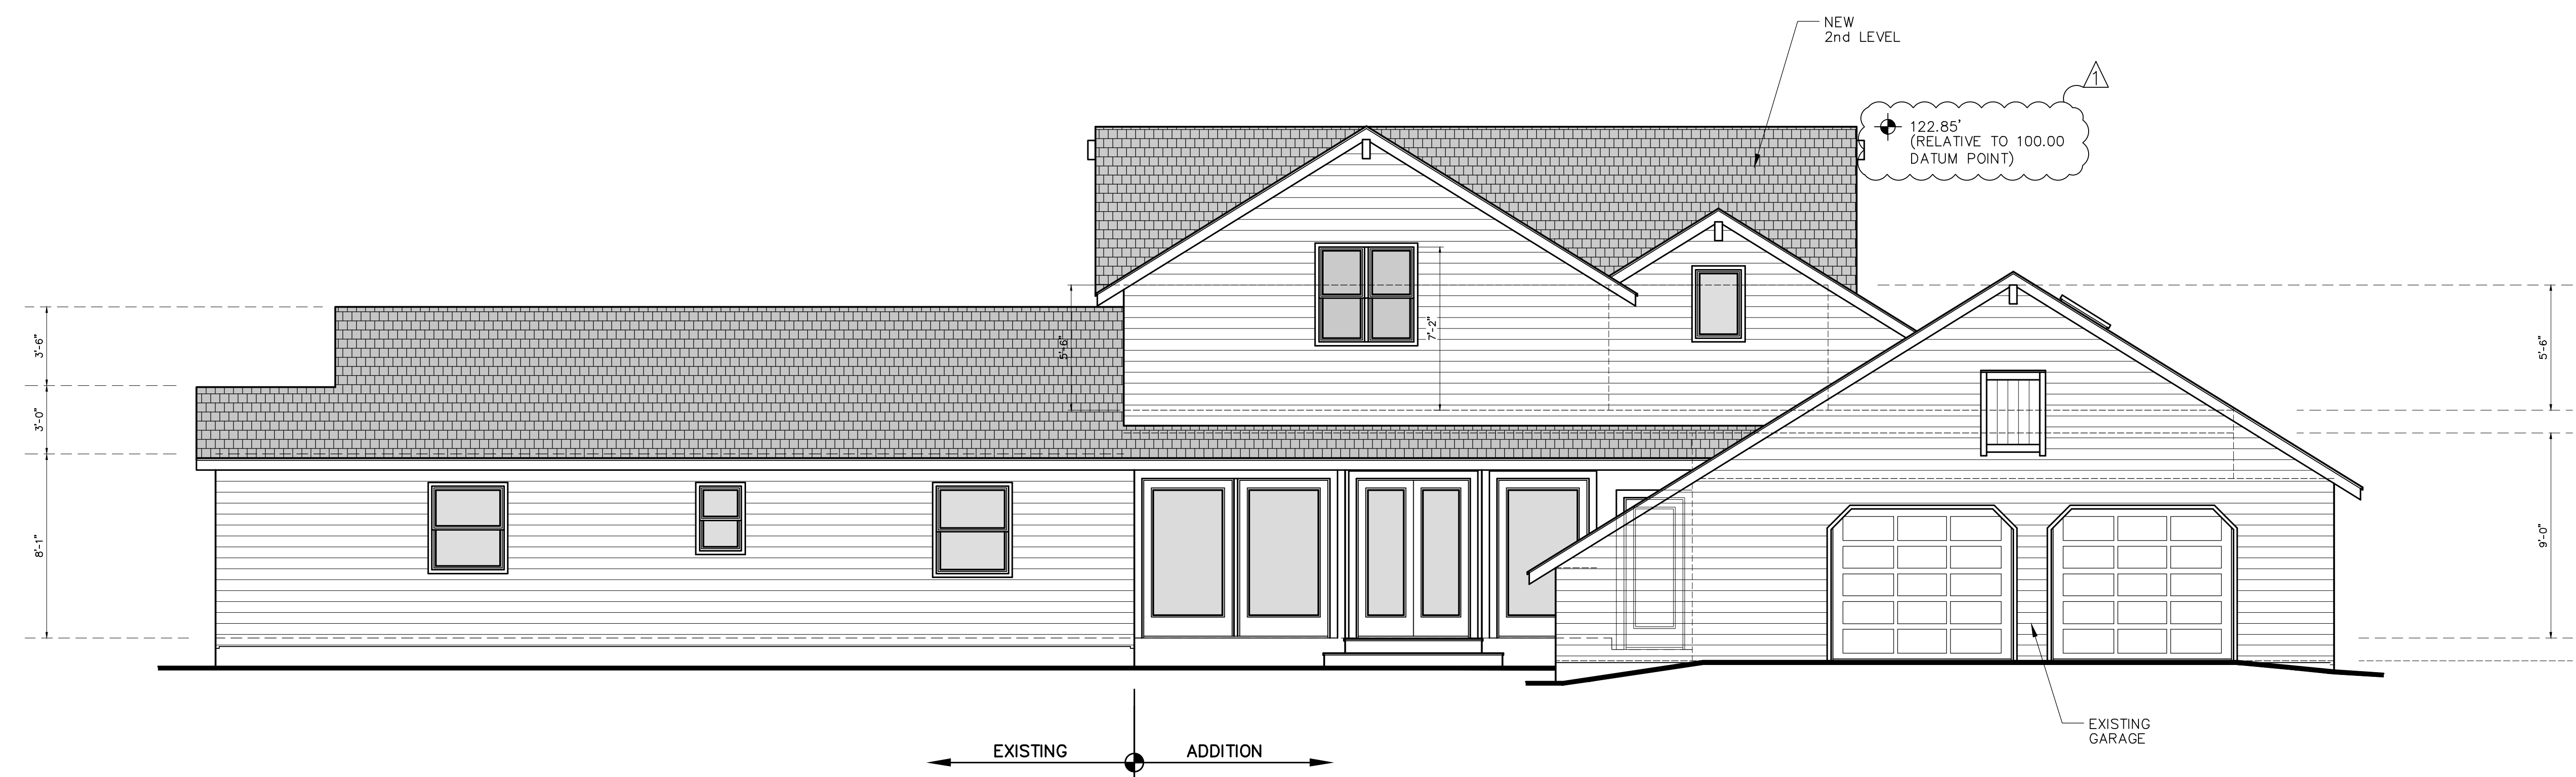 NEW
2nd LEVEL
1
122.85'
(RELATIVE TO 100.00
DATUM POINT)
3'-6"
3'-0"
8'-1"
5'-6"
7'-2"
5'-6"
9'-0"
EXISTING
GARAGE
EXISTING ADDITION